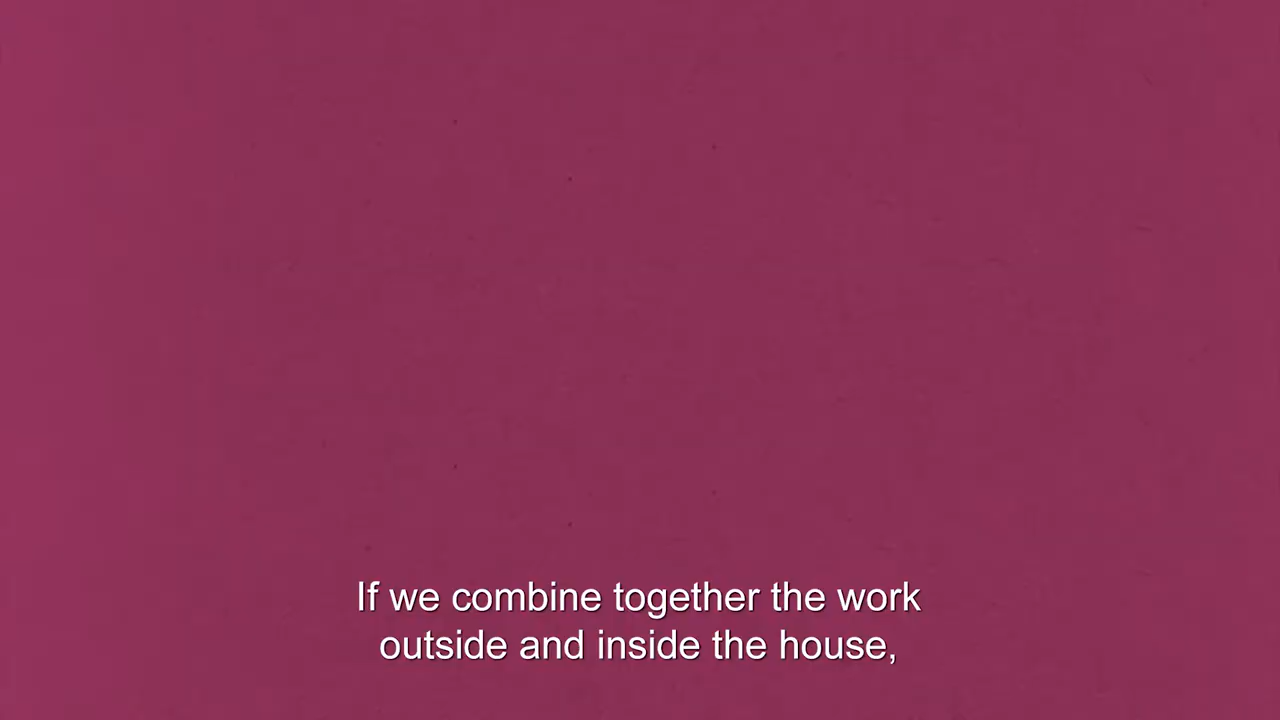 If we combine together the work
outside and inside the house,